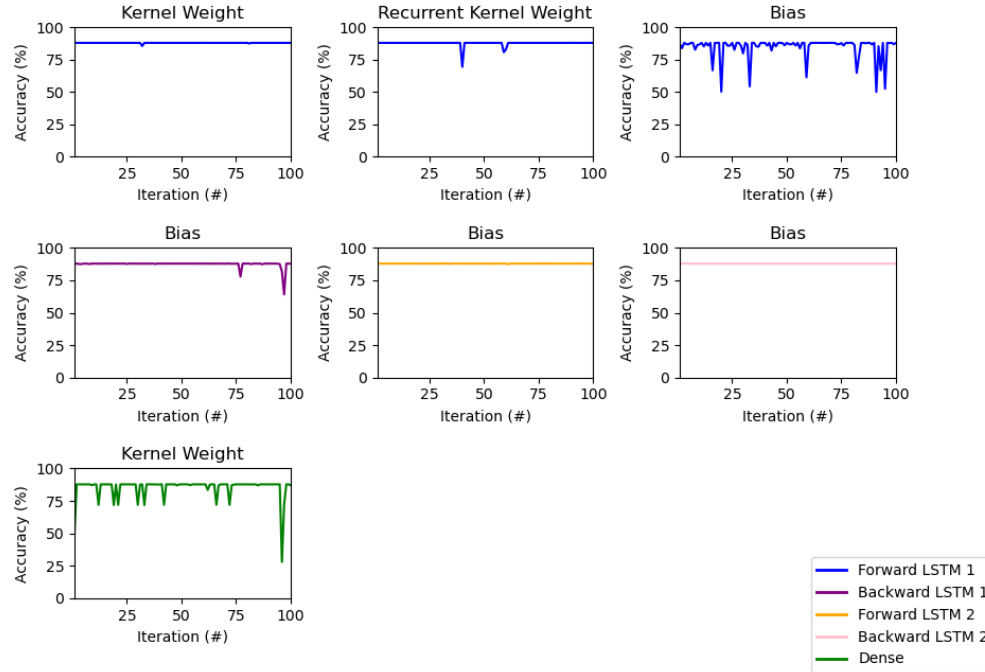 Kernel Weight
Accuracy (%)
100
75
50
25
0
25 50 75 100
Iteration (#)
Recurrent Kernel Weight
Accuracy (%)
100
75
50
25
0
25 50 75 100
Iteration (#)
Bias
Accuracy (%)
100
75
50
25
0
25 50 75 100
Iteration (#)
Bias
Accuracy (%)
100
75
50
25
0
25 50 75 100
Iteration (#)
Bias
Accuracy (%)
100
75
50
25
0
25 50 75 100
Iteration (#)
Bias
Accuracy (%)
100
75
50
25
0
25 50 75 100
Iteration (#)
Kernel Weight
Accuracy (%)
100
75
50
25
0
25 50 75 100
Iteration (#)
Forward LSTM 1
Backward LSTM 1
Forward LSTM 2
Backward LSTM 2
Dense